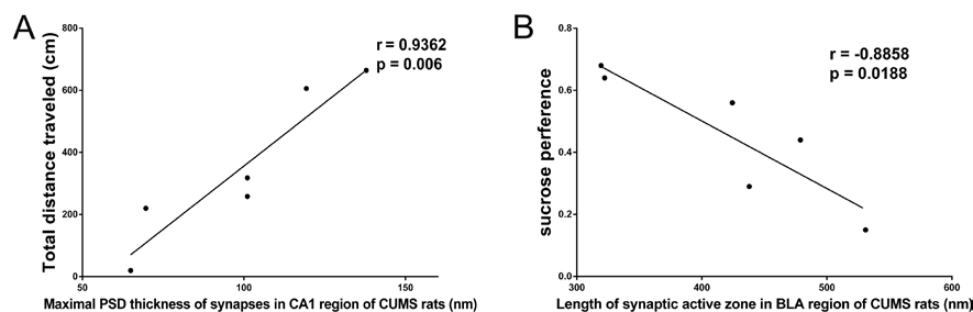 A
Total distance traveled (cm)
800
600
400
200
0
r = 0.9362
p = 0.006
50
100
150
Maximal PSD thickness of synapses in CA1 region of CUMS rats (nm)
B
sucrose perference
0.8
0.6
0.4
0.2
0.0
r = -0.8858
p = 0.0188
300
400
500
600
Length of synaptic active zone in BLA region of CUMS rats (nm)